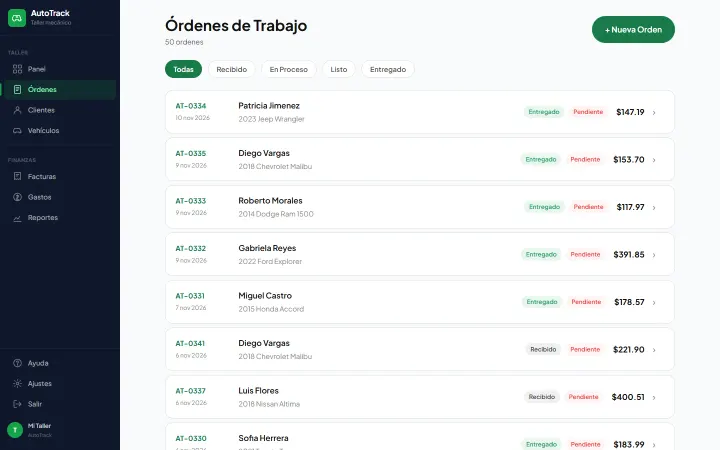 AutoTrack
Taller mecánico
TALLER
Panel
Órdenes
Clientes
Vehículos
FINANZAS
Facturas
Gastos
Reportes
Ayuda
Ajustes
Salir
T
Mi Taller
AutoTrack
Órdenes de Trabajo
50 ordenes
+ Nueva Orden
Todas Recibido En Proceso Listo Entregado
AT-0334 Patricia Jimenez Entregado Pendiente $147.19 ›
10 nov 2026 2023 Jeep Wrangler
AT-0335 Diego Vargas Entregado Pendiente $153.70 ›
9 nov 2026 2018 Chevrolet Malibu
AT-0333 Roberto Morales Entregado Pendiente $117.97 ›
9 nov 2026 2014 Dodge Ram 1500
AT-0332 Gabriela Reyes Entregado Pendiente $391.85 ›
9 nov 2026 2022 Ford Explorer
AT-0331 Miguel Castro Entregado Pendiente $178.57 ›
7 nov 2026 2015 Honda Accord
AT-0341 Diego Vargas Recibido Pendiente $221.90 ›
6 nov 2026 2018 Chevrolet Malibu
AT-0337 Luis Flores Recibido Pendiente $400.51 ›
6 nov 2026 2018 Nissan Altima
AT-0330 Sofia Herrera Entregado Pendiente $183.99 ›